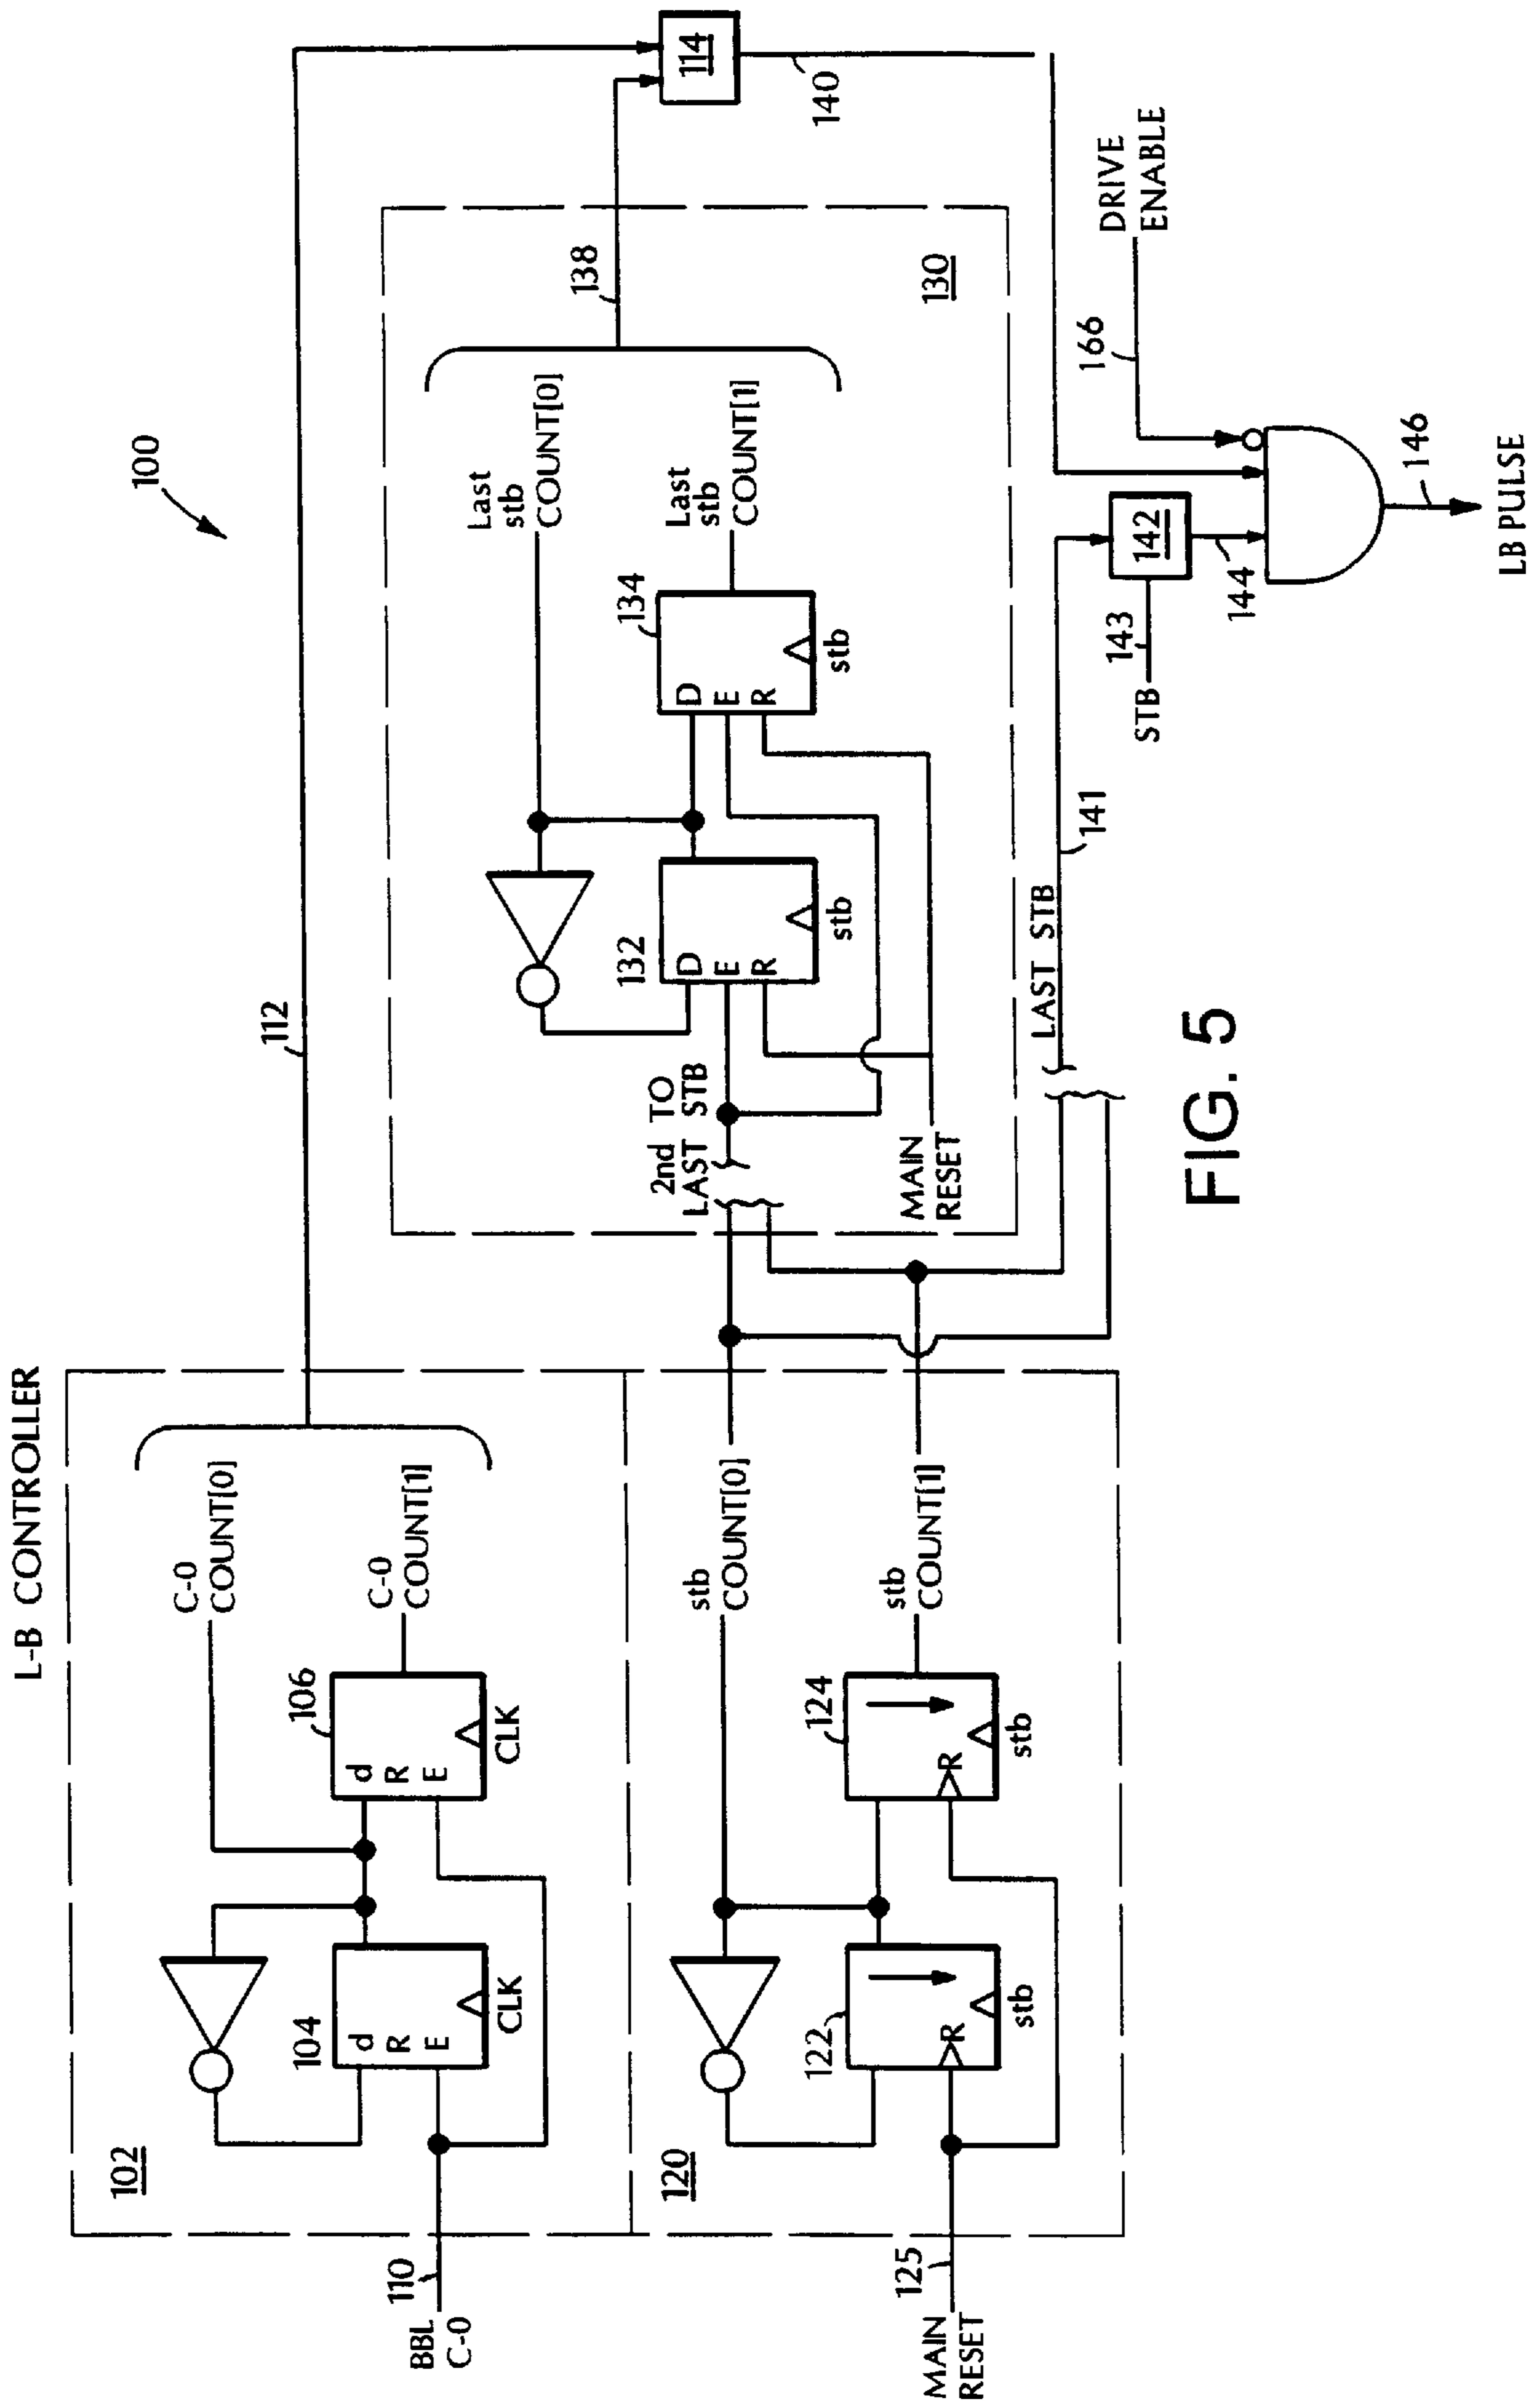 L-B CONTROLLER
100
102
BBL
C-0
110
104
d
R
E
CLK
106
d
R
E
CLK
C-0
COUNT[0]
C-0
COUNT[1]
112
114
140
120
MAIN
RESET
125
122
R
stb
124
R
stb
stb
COUNT[0]
stb
COUNT[1]
2nd TO
LAST STB
MAIN
RESET
132
D
E
R
stb
134
D
E
R
stb
Last
stb
COUNT[0]
Last
stb
COUNT[1]
138
130
LAST STB
141
STB
143
142
144
166
DRIVE
ENABLE
146
LB PULSE
FIG. 5